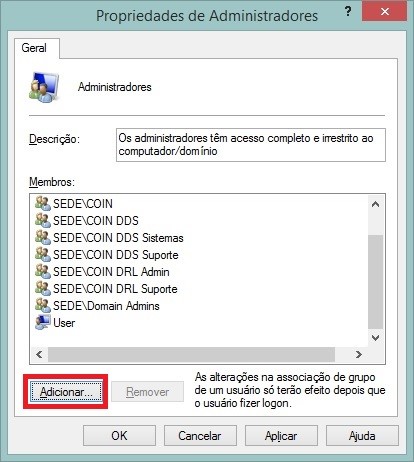 Propriedades de Administradores
?
Geral
Administradores
Descrição:
Os administradores têm acesso completo e irrestrito ao
computador/domínio
Membros:
SEDE\COIN
SEDE\COIN DDS
SEDE\COIN DDS Sistemas
SEDE\COIN DDS Suporte
SEDE\COIN DRL Admin
SEDE\COIN DRL Suporte
SEDE\Domain Admins
User
Adicionar...
Remover
As alterações na associação de grupo
de um usuário só terão efeito depois que
o usuário fizer logon.
OK
Cancelar
Aplicar
Ajuda